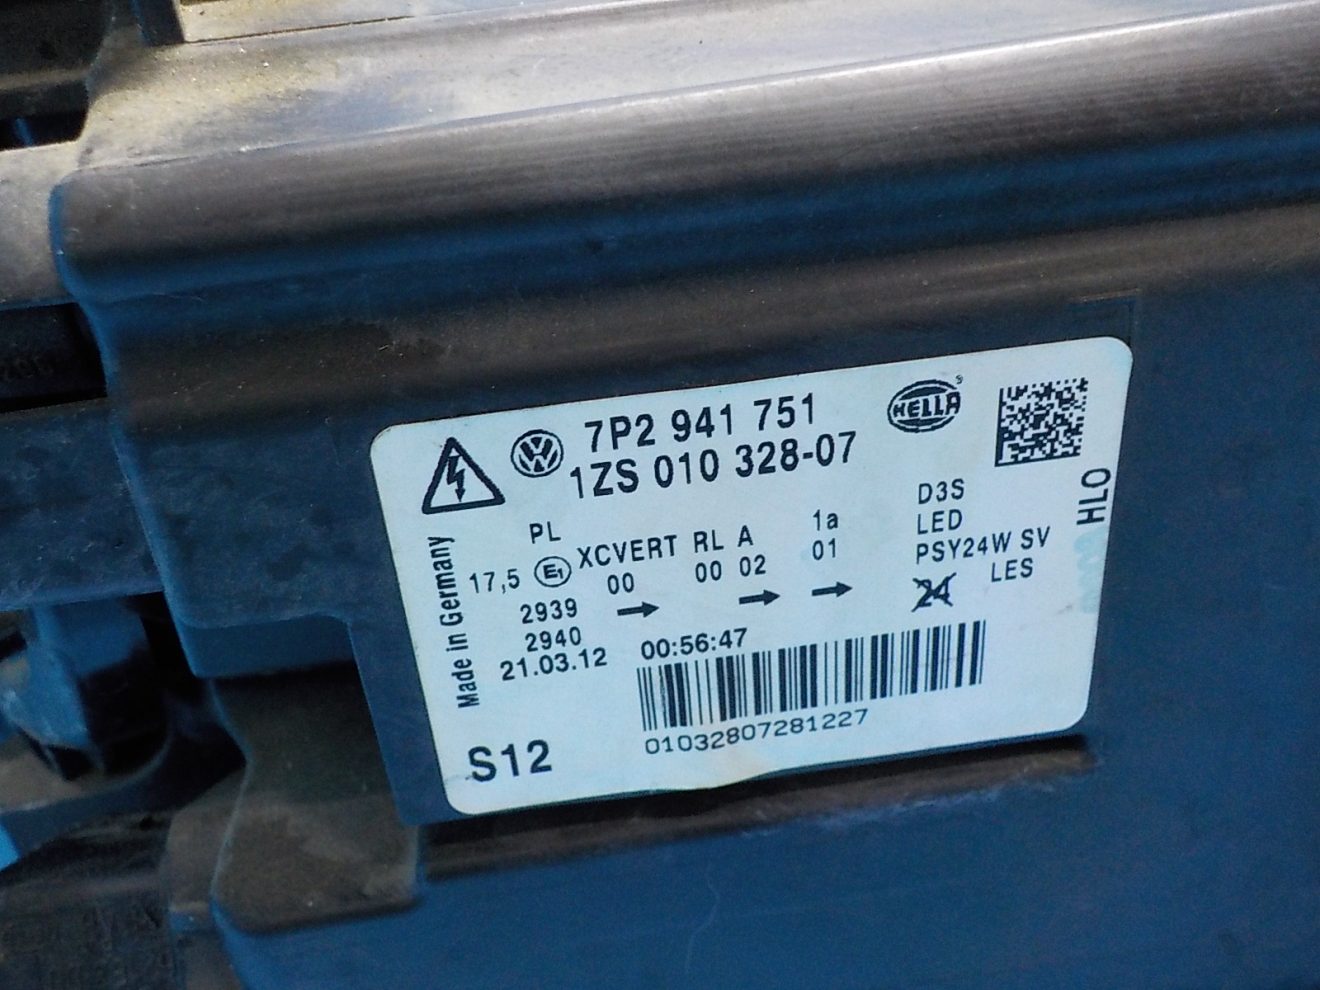 7P2 941 751
1ZS 010 328-07
HELLA ®
D3S
LED
PSY24W SV
24 LES
HLO
PL XCVERT RL A 1a
17,5 E1 00 00 02 01
2939
2940
21.03.12 00:56:47
01032807281227
Made in Germany
S12